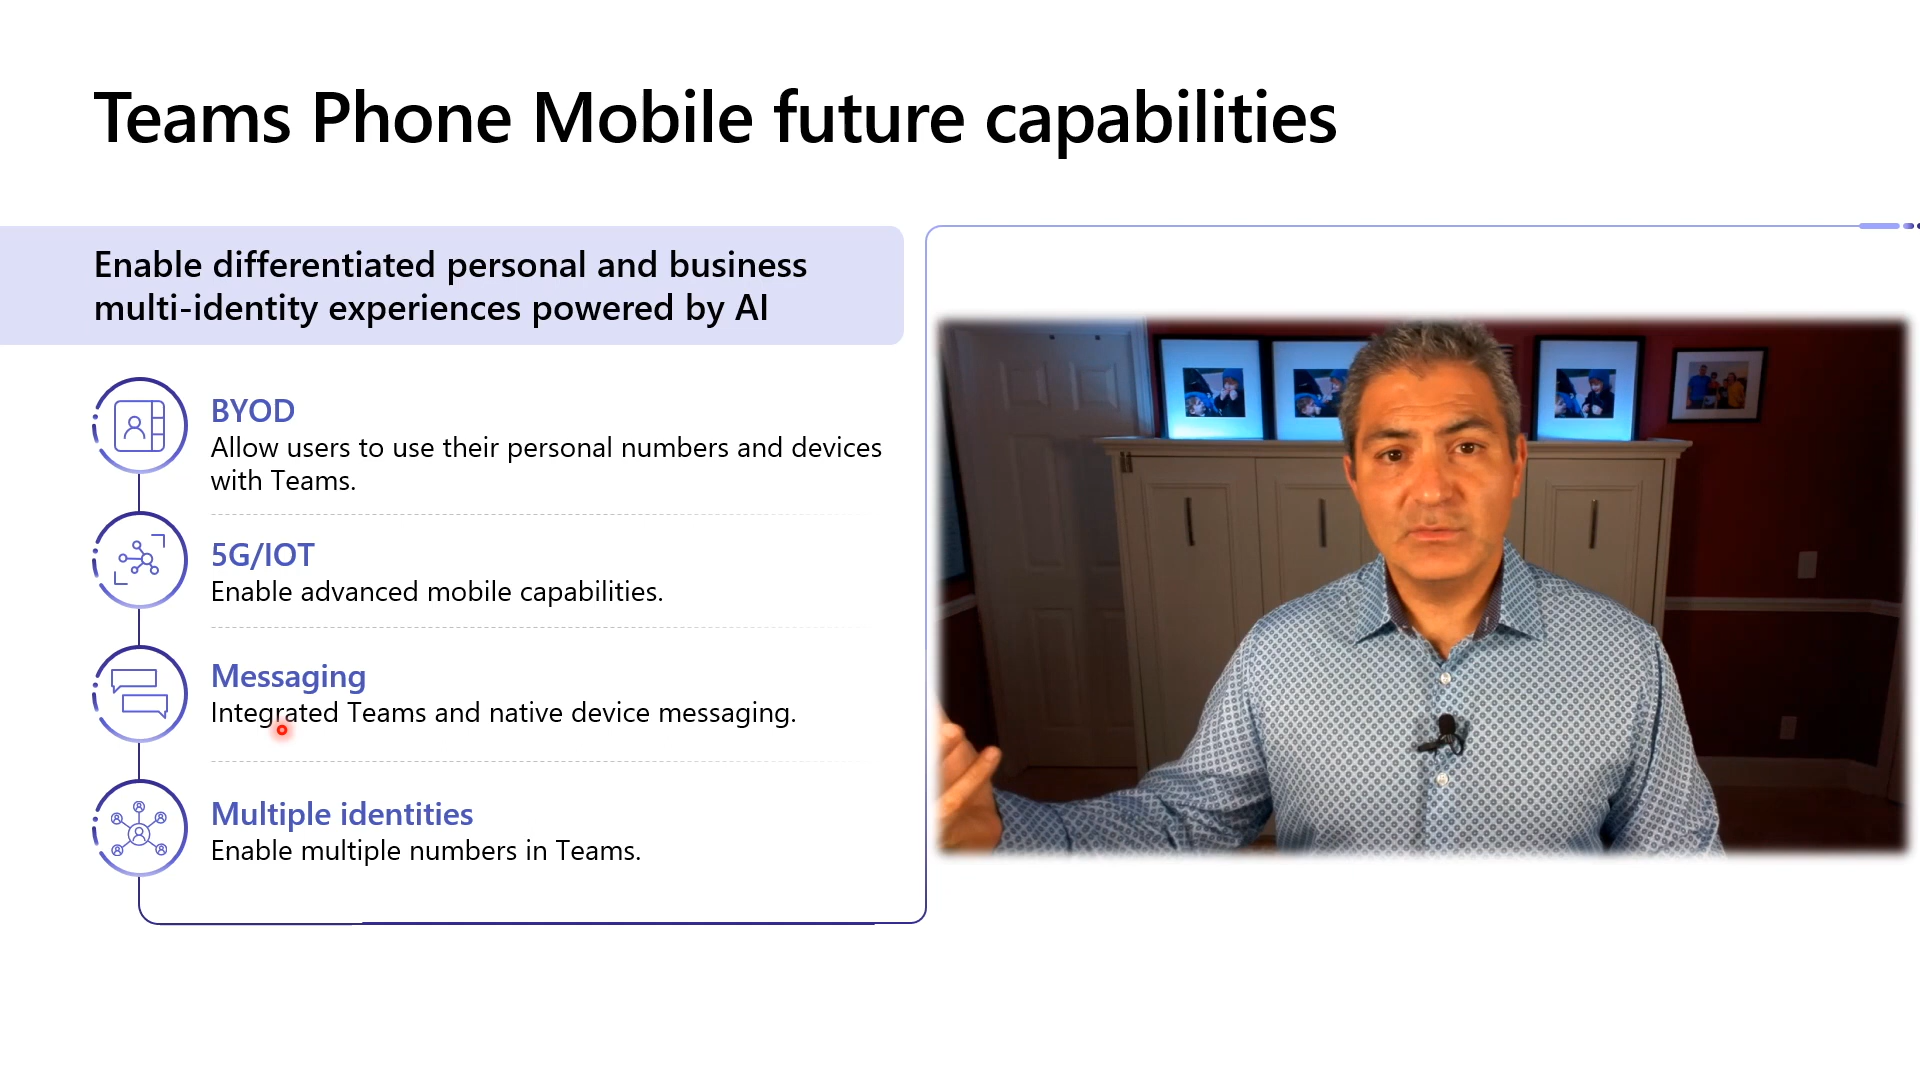 Teams Phone Mobile future capabilities
Enable differentiated personal and business
multi-identity experiences powered by AI
BYOD
Allow users to use their personal numbers and devices
with Teams.
5G/IOT
Enable advanced mobile capabilities.
Messaging
Integrated Teams and native device messaging.
Multiple identities
Enable multiple numbers in Teams.